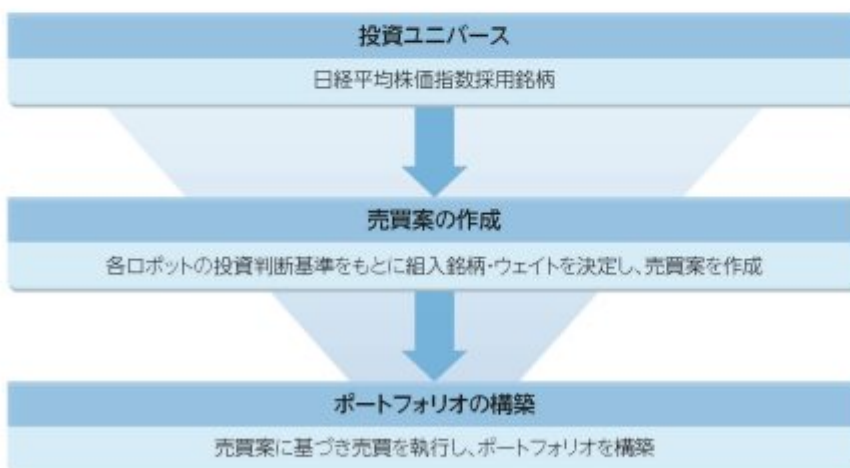 投資ユニバース
日経平均株価指数採用銘柄
売買案の作成
各ロボットの投資判断基準をもとに組入銘柄・ウェイトを決定し、売買案を作成
ポートフォリオの構築
売買案に基づき売買を執行し、ポートフォリオを構築